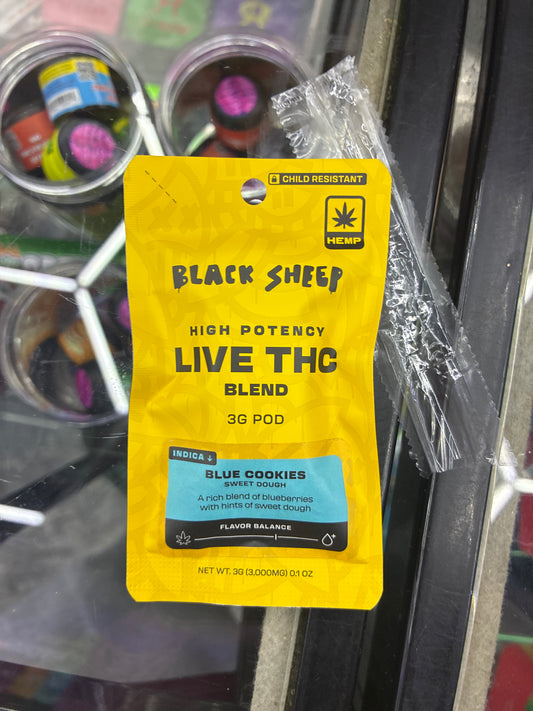 CHILD RESISTANT
HEMP
BLACK SHEEP
HIGH POTENCY
LIVE THC
BLEND
3G POD
INDICA ↓
BLUE COOKIES
SWEET DOUGH
A rich blend of blueberries
with hints of sweet dough
FLAVOR BALANCE
NET WT. 3G (3,000MG) 0.1 OZ